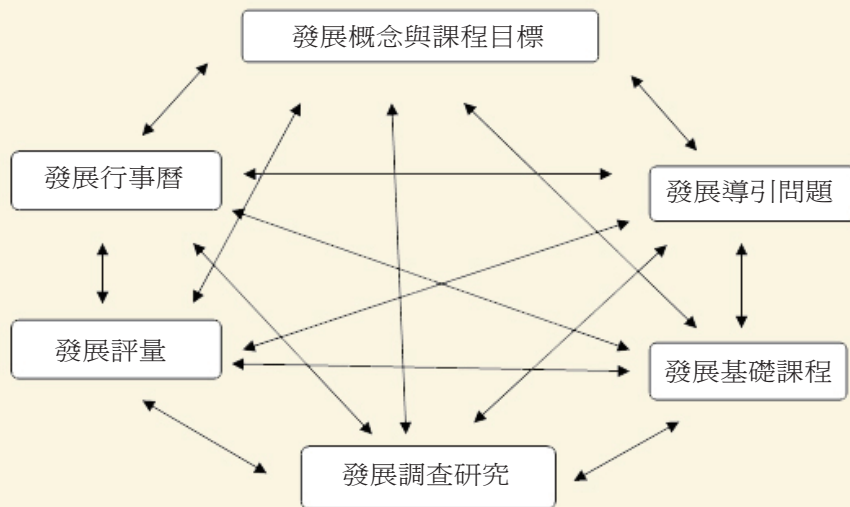 發展概念與課程目標
發展行事曆
發展導引問題
發展評量
發展基礎課程
發展調查研究